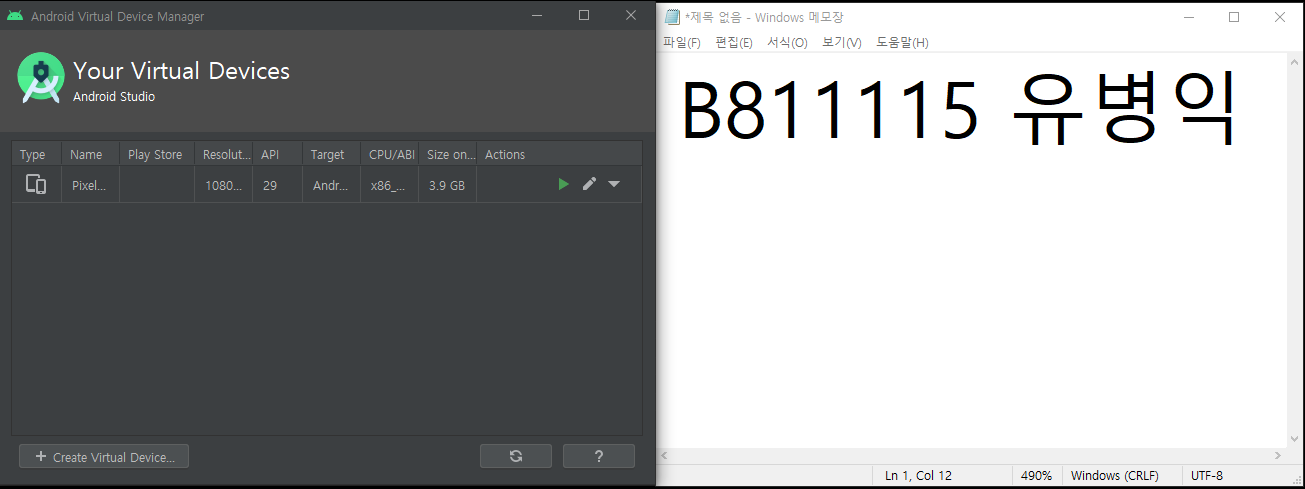 Android Virtual Device Manager
Your Virtual Devices
Android Studio
Type Name Play Store Resolut... API Target CPU/ABI Size on... Actions
Pixel... 1080... 29 Andr... x86_... 3.9 GB
+ Create Virtual Device...
?
*제목 없음 - Windows 메모장
파일(F) 편집(E) 서식(O) 보기(V) 도움말(H)
B811115 유병익
Ln 1, Col 12 490% Windows (CRLF) UTF-8